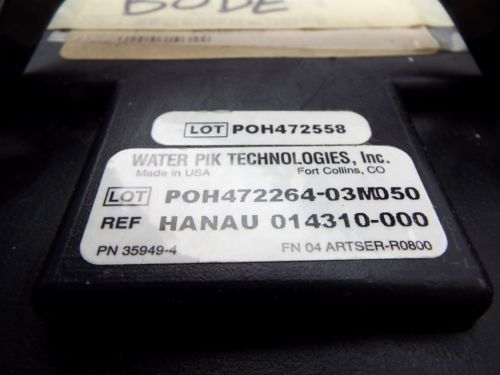 BODE
LOT POH472558
WATER PIK TECHNOLOGIES, Inc.
Made in USA Fort Collins, CO
LOT POH472264-03M050
REF HANAU 014310-000
PN 35949-4 FN 04 ARTSER-R0800